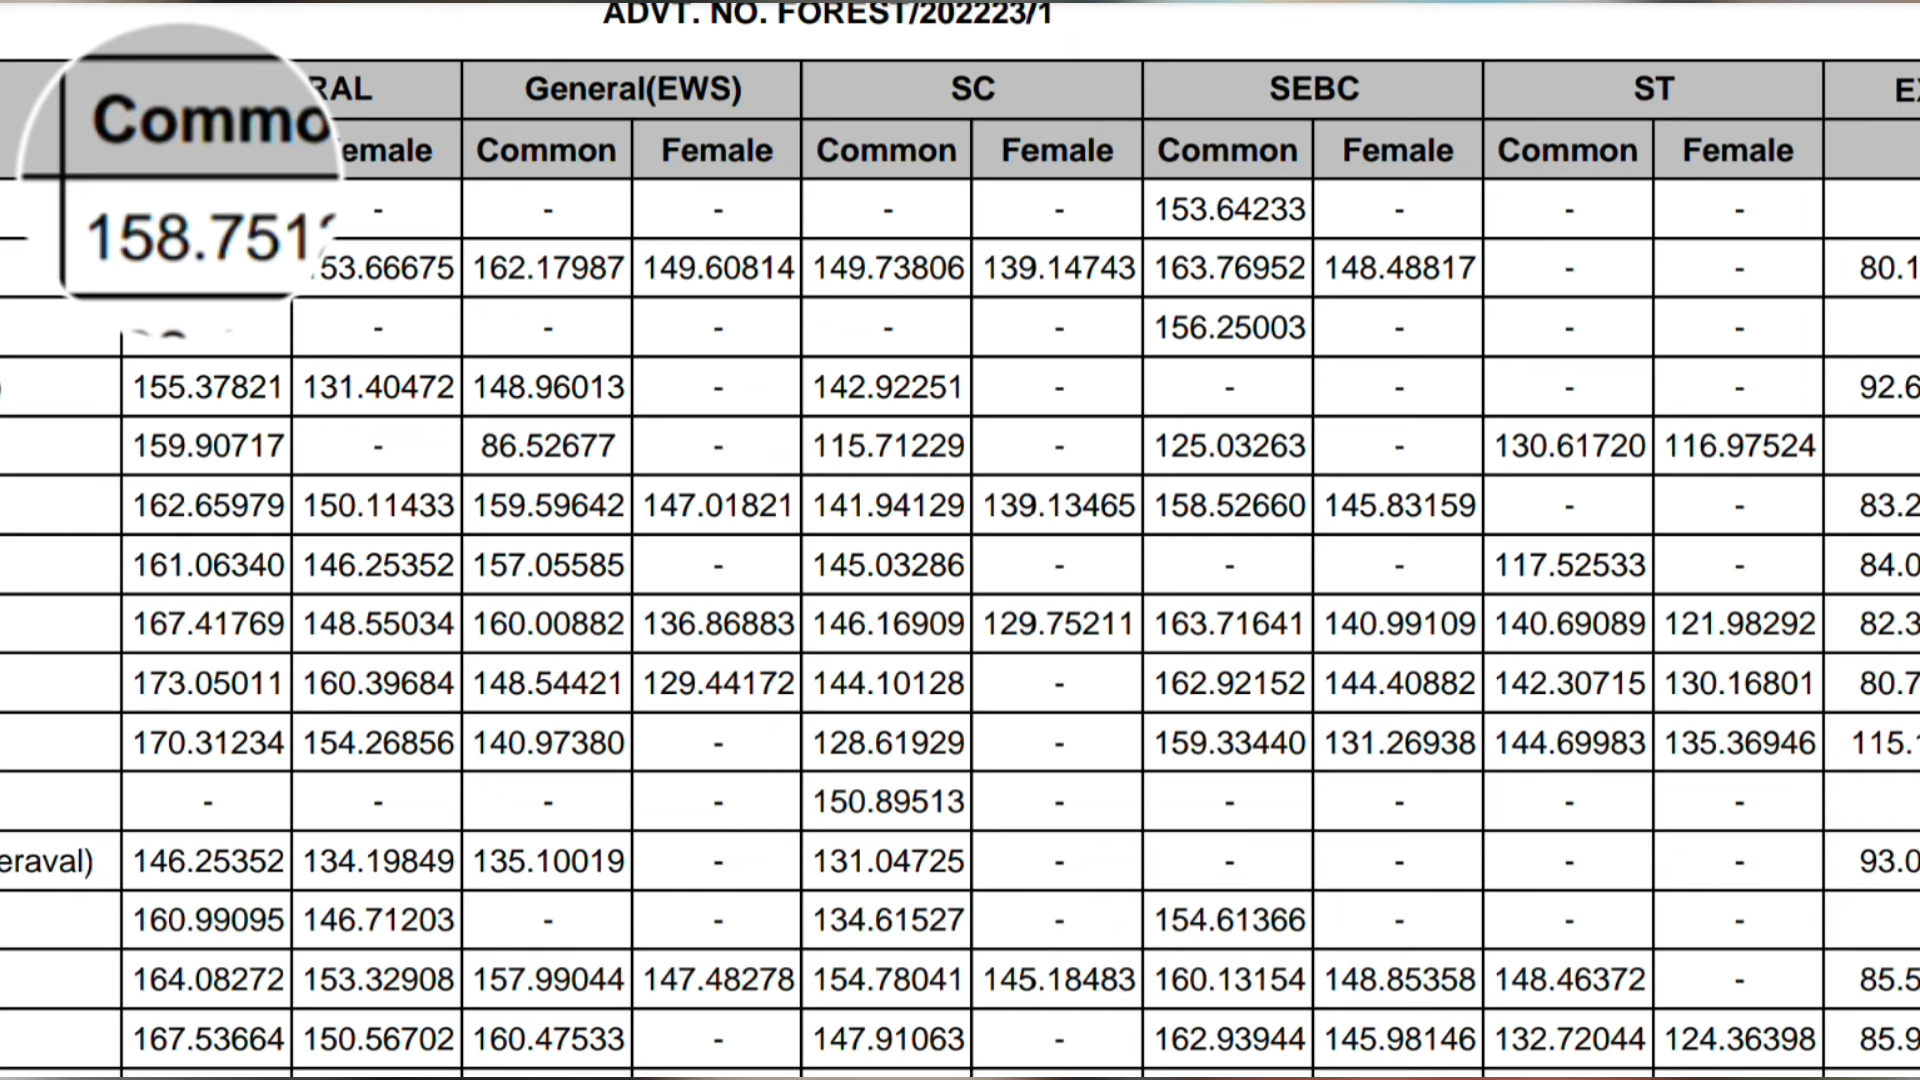 ADVT. NO. FOREST/202223/1
General(EWS) SC SEBC ST
Common Female Common Female Common Female Common Female
158.751 - - - - - 153.64233 - - -
53.66675 162.17987 149.60814 149.73806 139.14743 163.76952 148.48817 - - 80.1
- - - - - 156.25003 - - -
155.37821 131.40472 148.96013 - 142.92251 - - - - - 92.6
159.90717 - 86.52677 - 115.71229 - 125.03263 - 130.61720 116.97524
162.65979 150.11433 159.59642 147.01821 141.94129 139.13465 158.52660 145.83159 - - 83.2
161.06340 146.25352 157.05585 - 145.03286 - - - 117.52533 - 84.0
167.41769 148.55034 160.00882 136.86883 146.16909 129.75211 163.71641 140.99109 140.69089 121.98292 82.3
173.05011 160.39684 148.54421 129.44172 144.10128 - 162.92152 144.40882 142.30715 130.16801 80.7
170.31234 154.26856 140.97380 - 128.61929 - 159.33440 131.26938 144.69983 135.36946 115.
- - - - 150.89513 - - - - -
eraval) 146.25352 134.19849 135.10019 - 131.04725 - - - - - 93.0
160.99095 146.71203 - - 134.61527 - 154.61366 - - -
164.08272 153.32908 157.99044 147.48278 154.78041 145.18483 160.13154 148.85358 148.46372 - 85.5
167.53664 150.56702 160.47533 - 147.91063 - 162.93944 145.98146 132.72044 124.36398 85.9